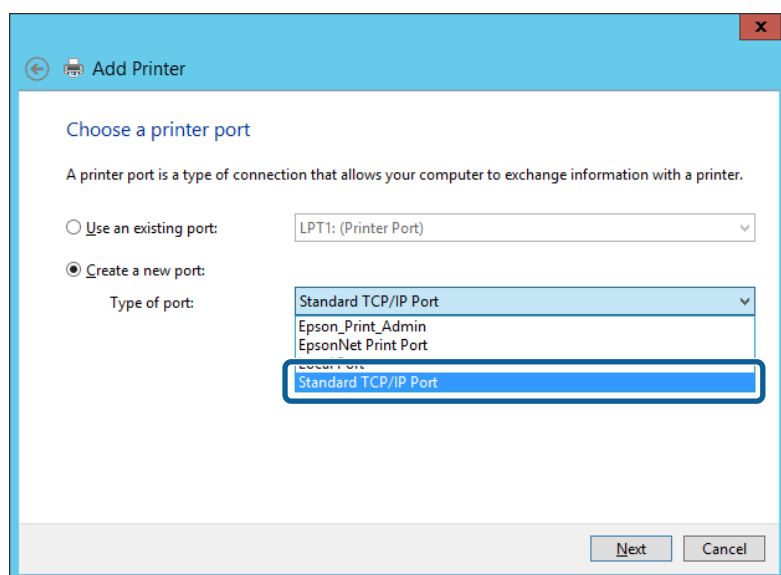 x
Add Printer
Choose a printer port
A printer port is a type of connection that allows your computer to exchange information with a printer.
Use an existing port: LPT1: (Printer Port)
Create a new port:
Type of port: Standard TCP/IP Port
Epson_Print_Admin
EpsonNet Print Port
Local Port
Standard TCP/IP Port
Next Cancel